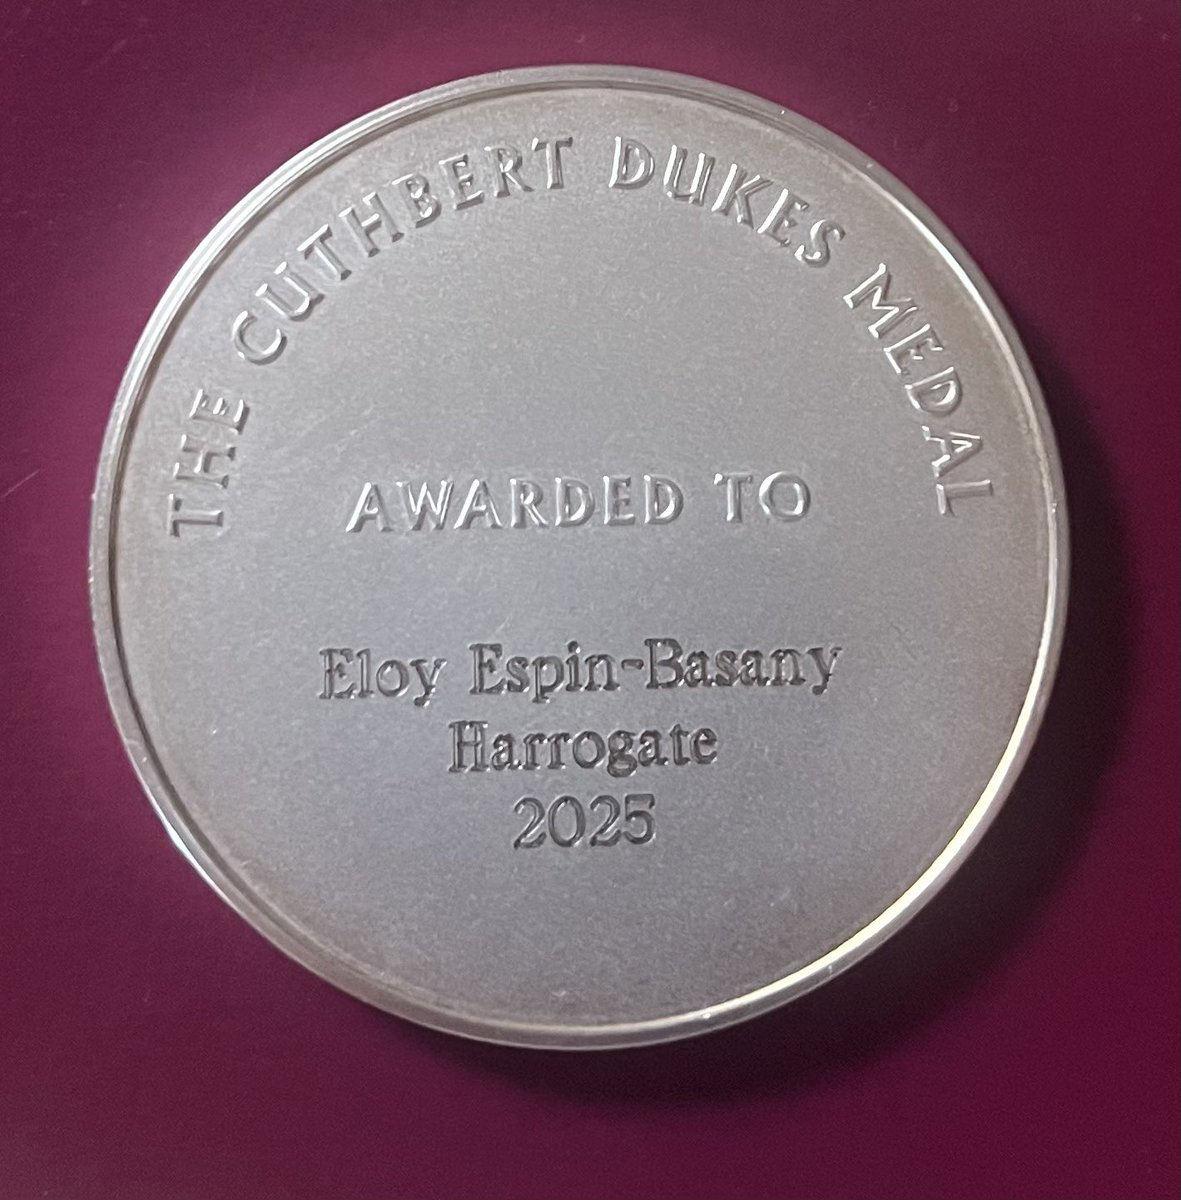 THE CUTHBERT DUKES MEDAL
AWARDED TO
Eloy Espin-Basany
Harrogate
2025